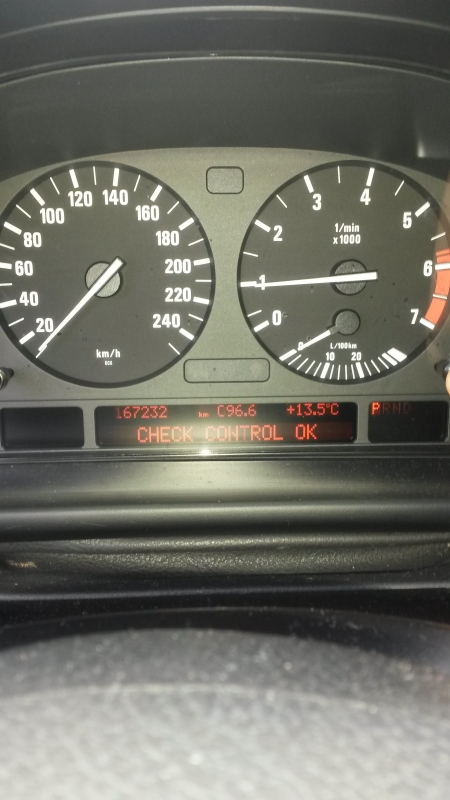 20 40 60 80 100 120 140 160 180 200 220 240
km/h
0 1 2 3 4 5 6 7
1/min
x1000
L/100km
10 20
167232 km C96.6 +13.5°C
PRND
CHECK CONTROL OK